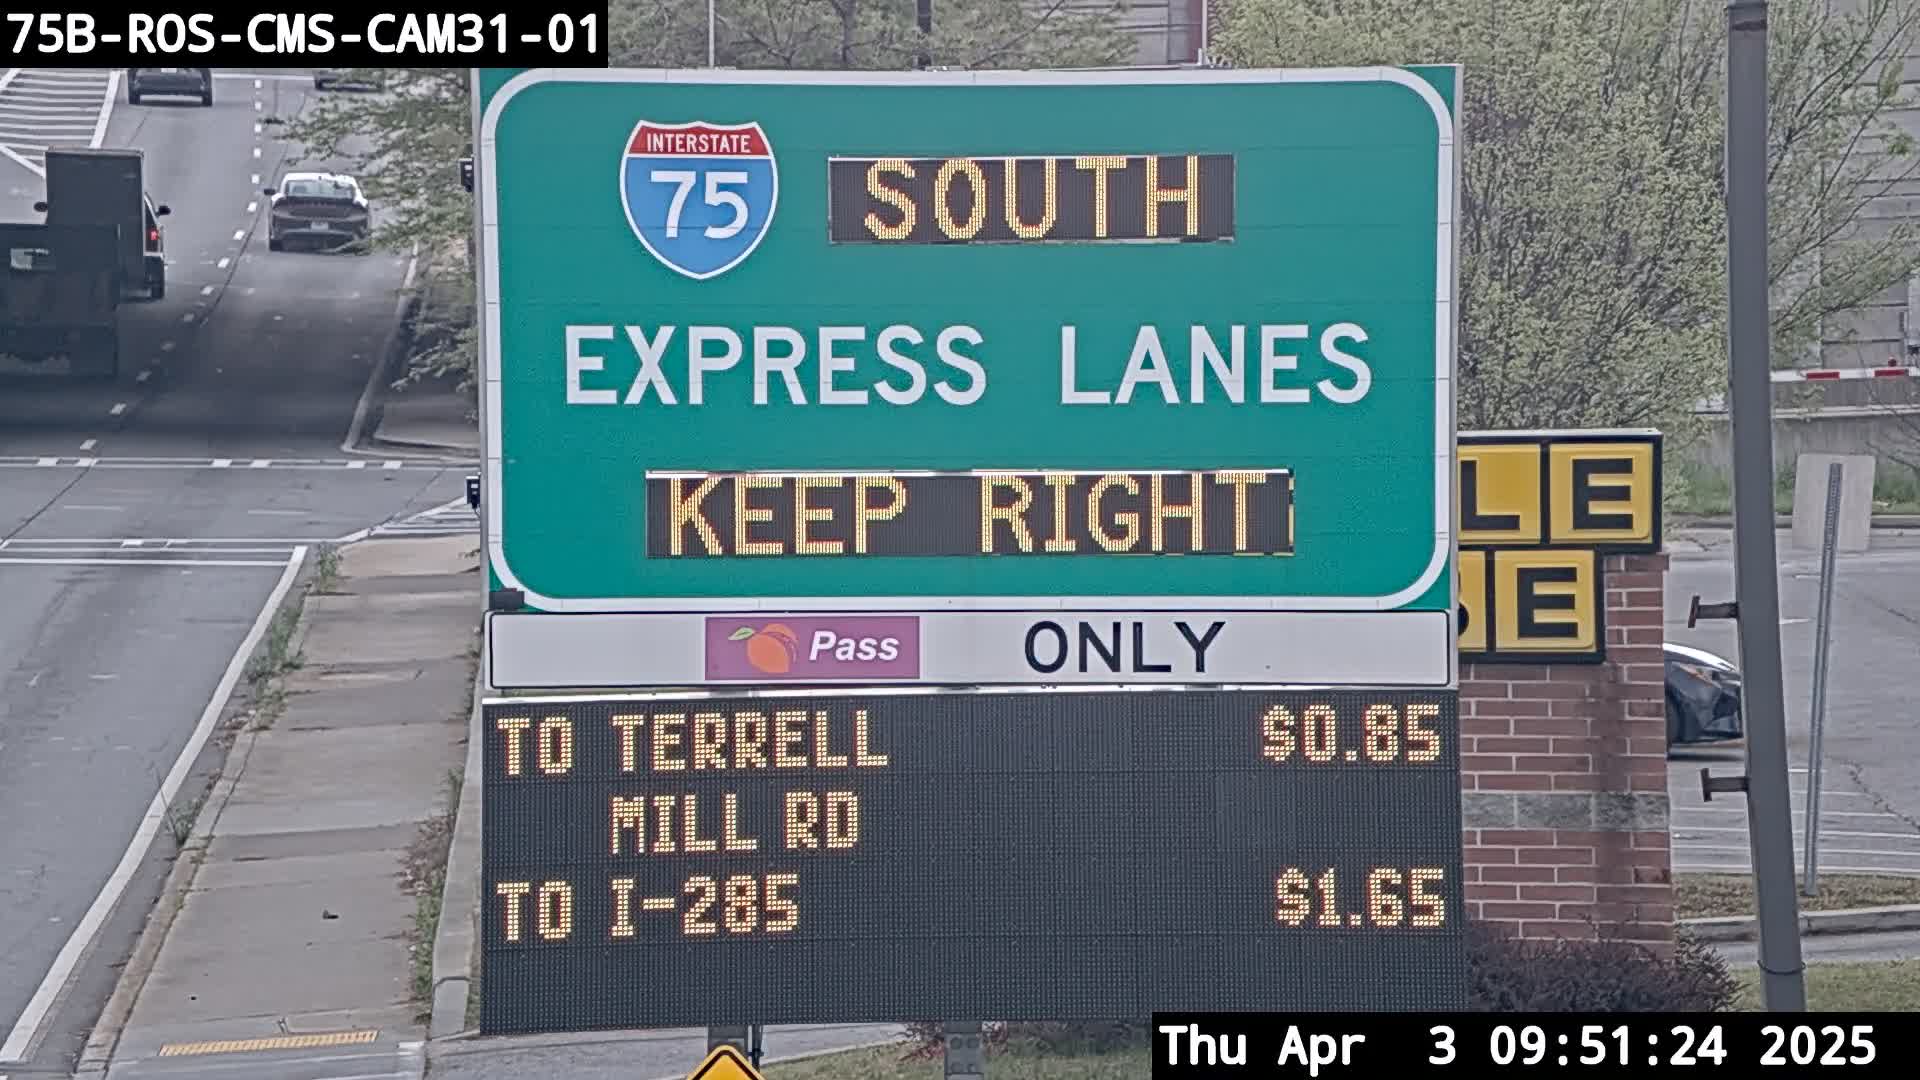 75B-ROS-CMS-CAM31-01
INTERSTATE
75
SOUTH
EXPRESS LANES
KEEP RIGHT
Pass ONLY
TO TERRELL $0.85
MILL RD
TO I-285 $1.65
LE
E
Thu Apr 3 09:51:24 2025